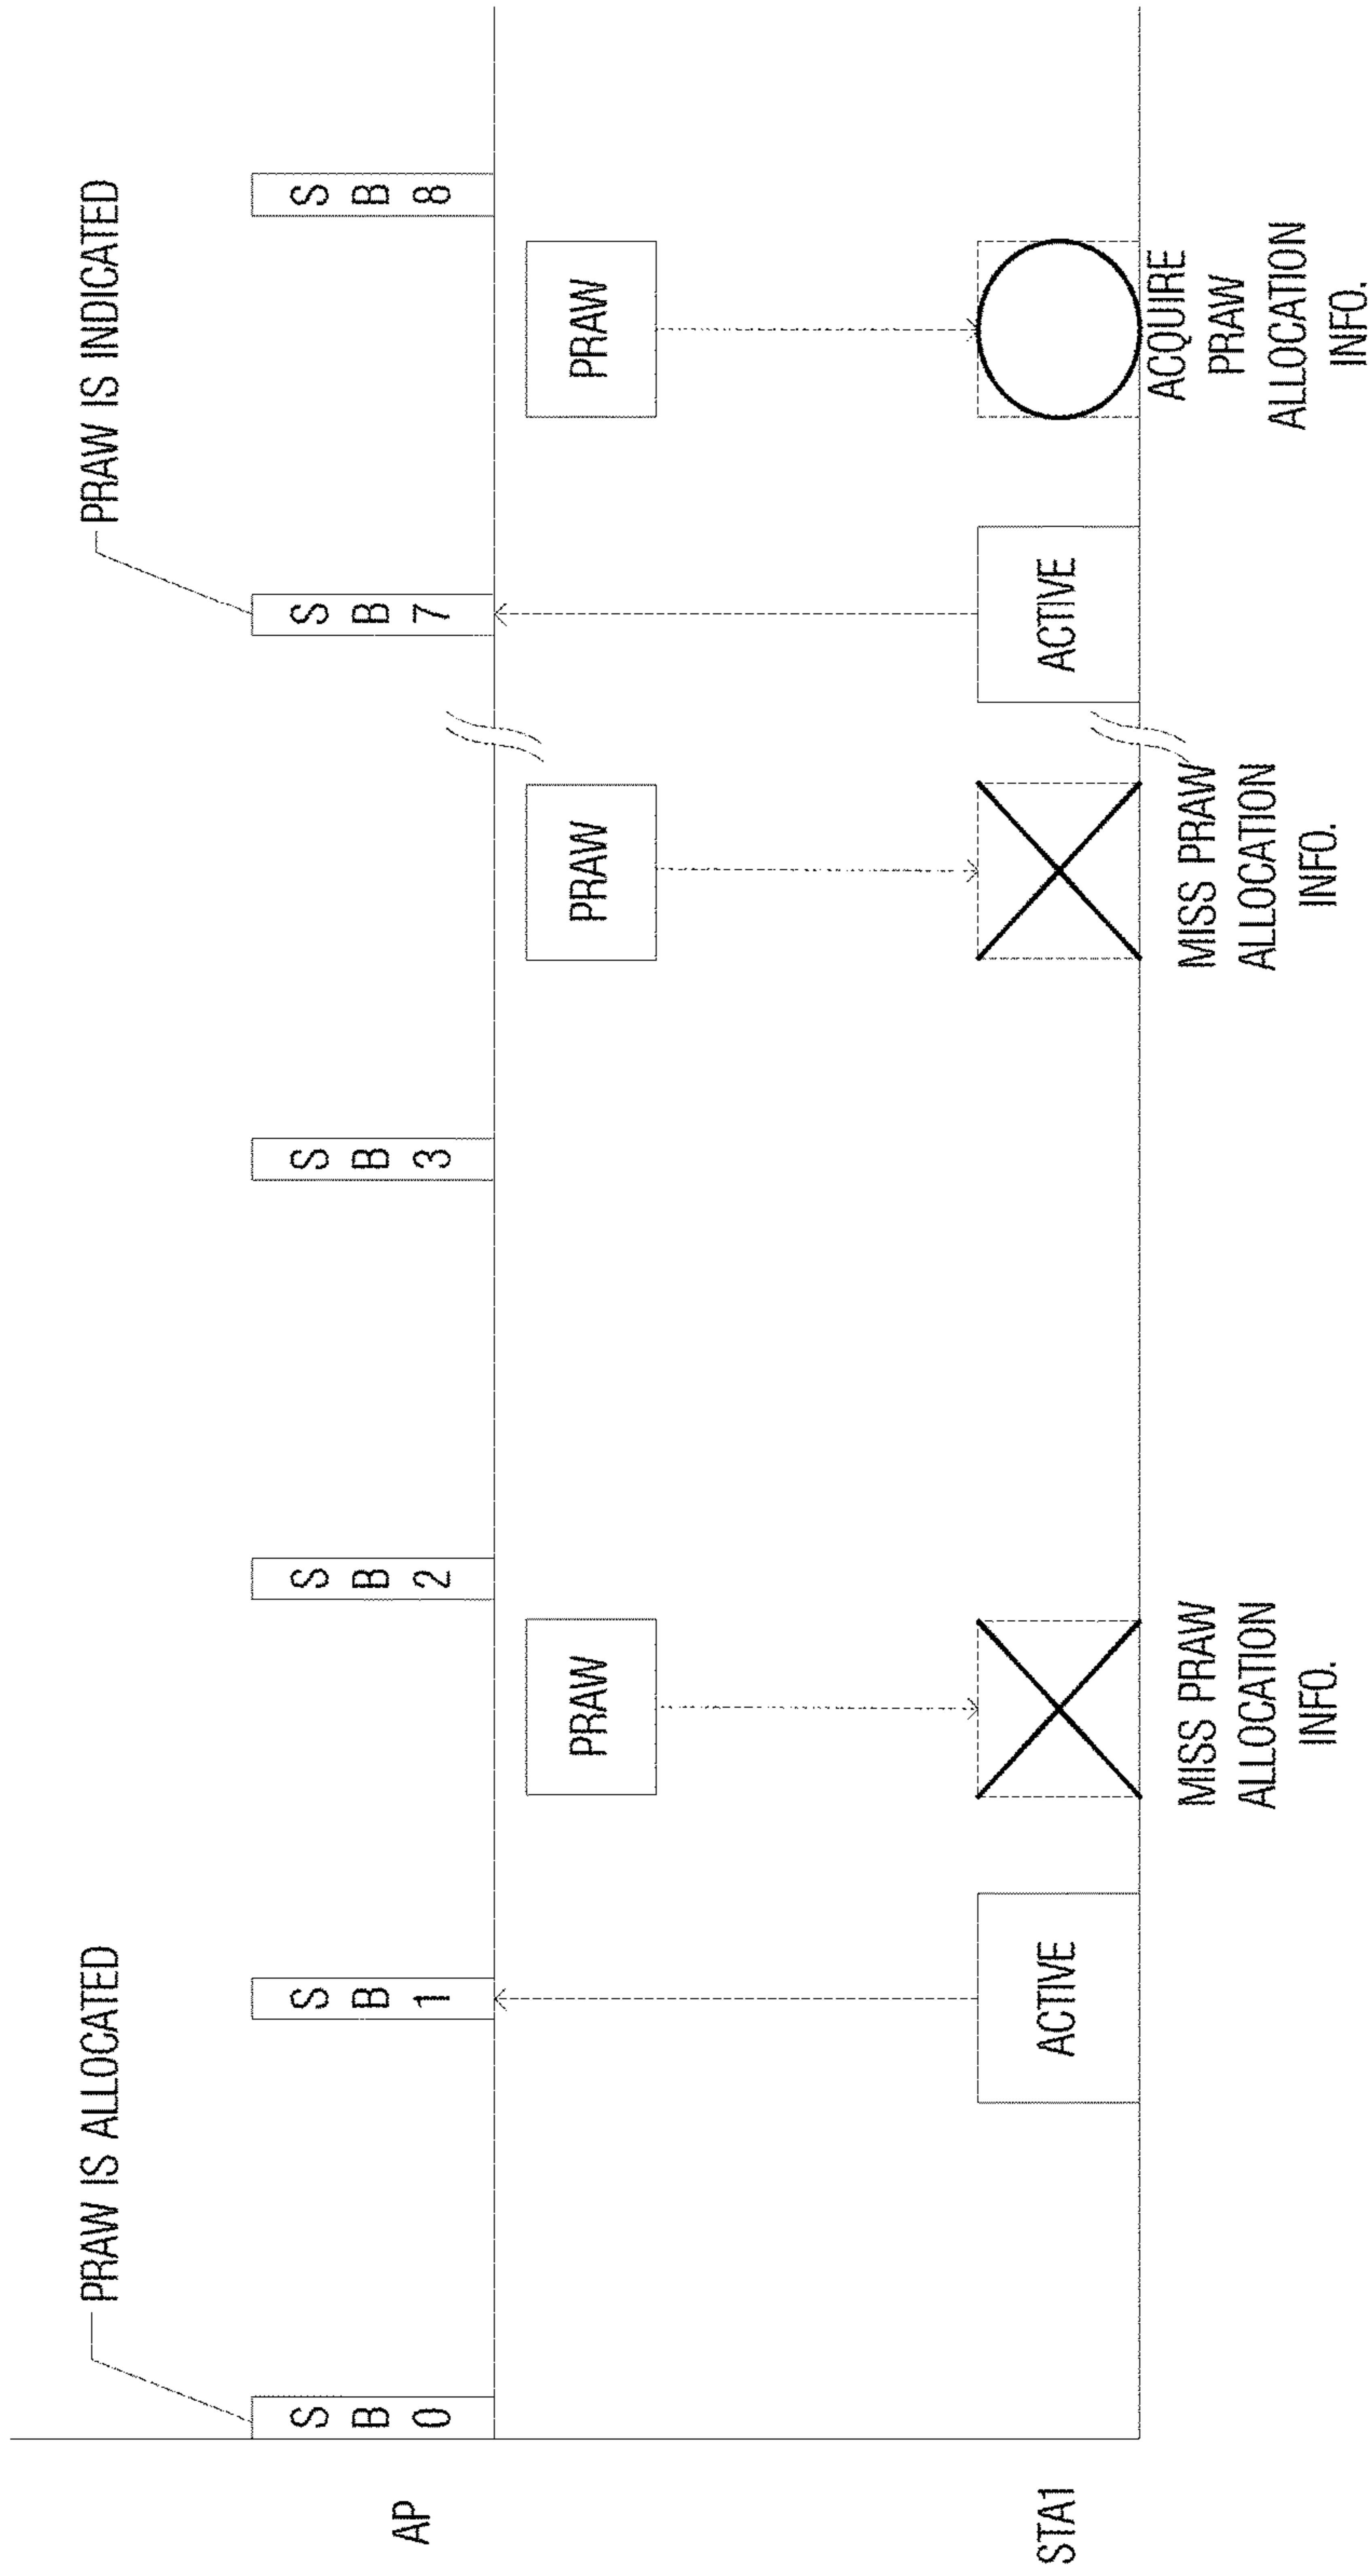 PRAW IS ALLOCATED
PRAW IS INDICATED
AP
S B 0
S B 1
S B 2
S B 3
S B 7
S B 8
PRAW
PRAW
PRAW
STA1
ACTIVE
ACTIVE
MISS PRAW
ALLOCATION
INFO.
MISS PRAW
ALLOCATION
INFO.
ACQUIRE
PRAW
ALLOCATION
INFO.